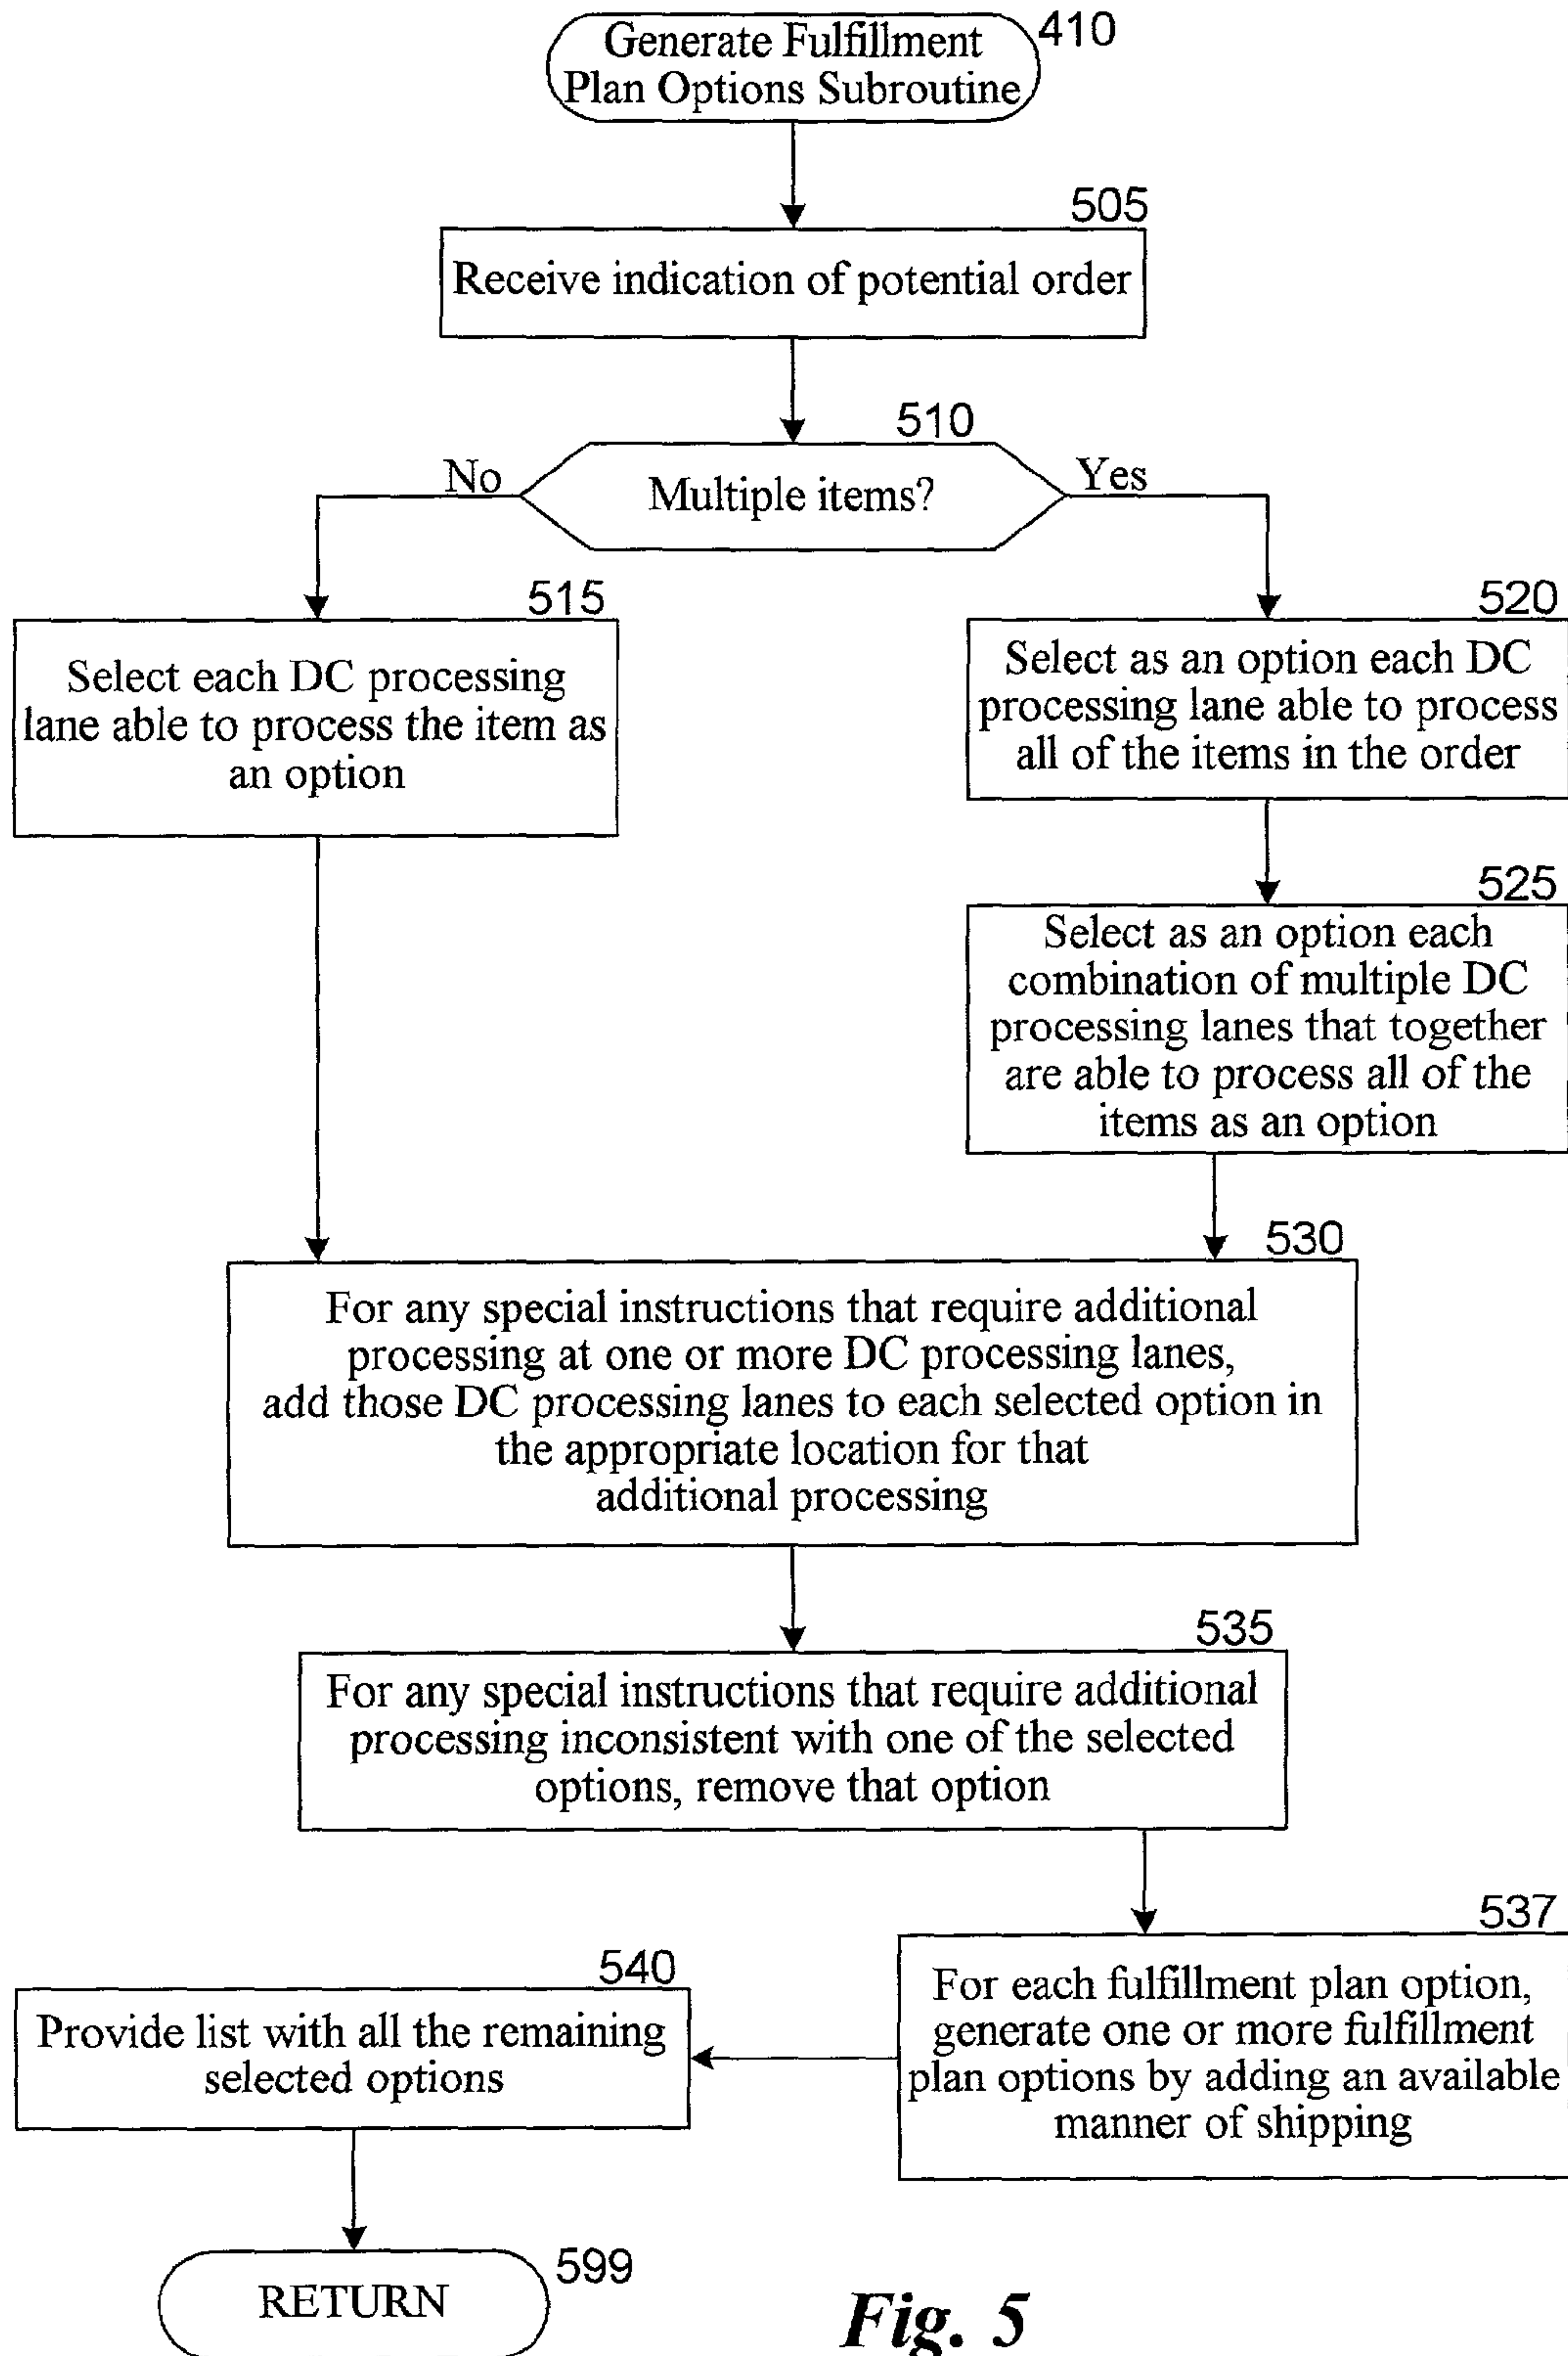 Generate Fulfillment
Plan Options Subroutine
410
505
Receive indication of potential order
510
No
Multiple items?
Yes
515
Select each DC processing
lane able to process the item as
an option
520
Select as an option each DC
processing lane able to process
all of the items in the order
525
Select as an option each
combination of multiple DC
processing lanes that together
are able to process all of the
items as an option
530
For any special instructions that require additional
processing at one or more DC processing lanes,
add those DC processing lanes to each selected option in
the appropriate location for that
additional processing
535
For any special instructions that require additional
processing inconsistent with one of the selected
options, remove that option
537
For each fulfillment plan option,
generate one or more fulfillment
plan options by adding an available
manner of shipping
540
Provide list with all the remaining
selected options
599
RETURN
Fig. 5